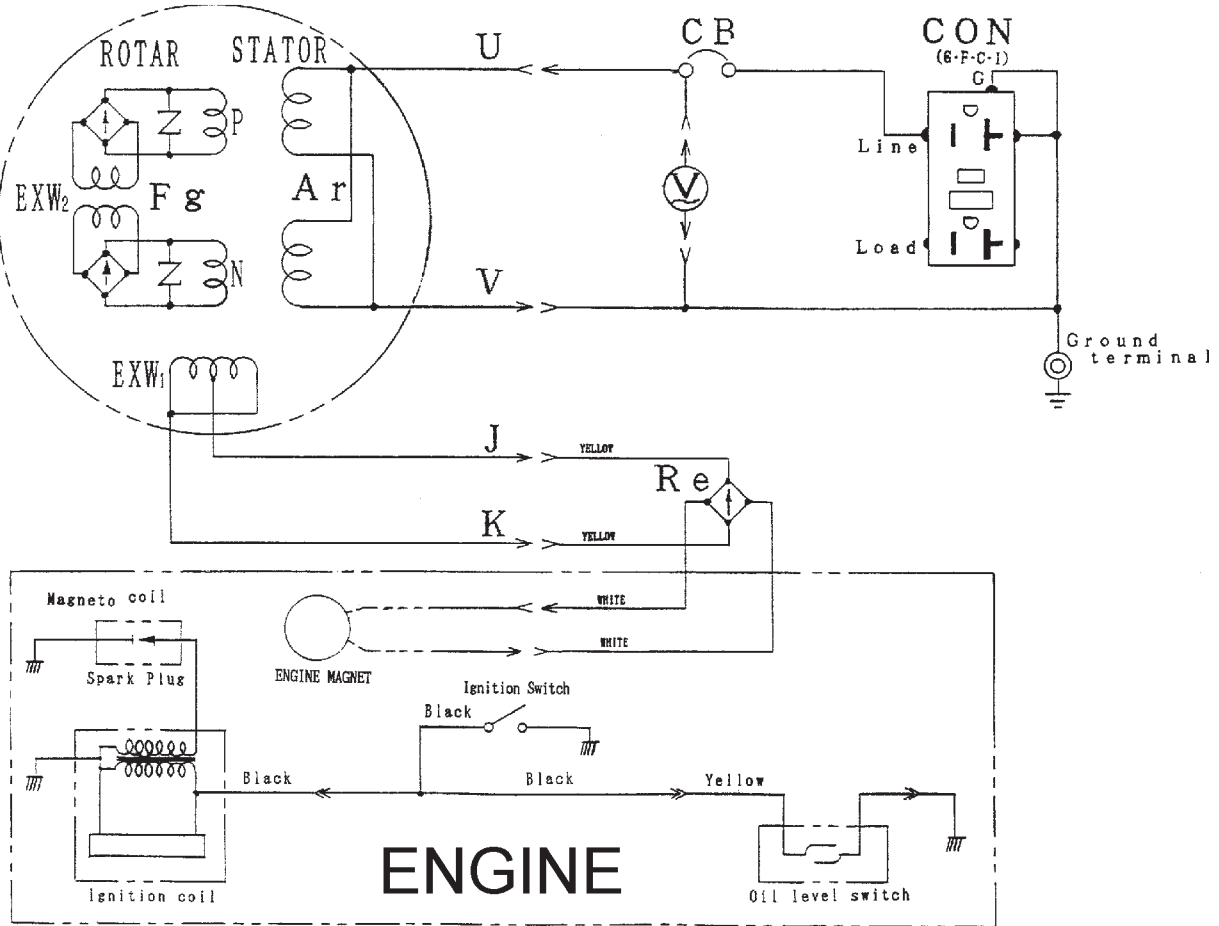 ROTAR
STATOR
U
CB
CON
(G-F-C-I)
G
P
Line
EXW2
Fg
Ar
V
Load
N
V
Ground
terminal
EXW1
J
YELLOW
Re
K
YELLOW
Magneto coil
WHITE
WHITE
Spark Plug
ENGINE MAGNET
Ignition Switch
Black
Black
Black
Yellow
ENGINE
Ignition coil
Oil level switch